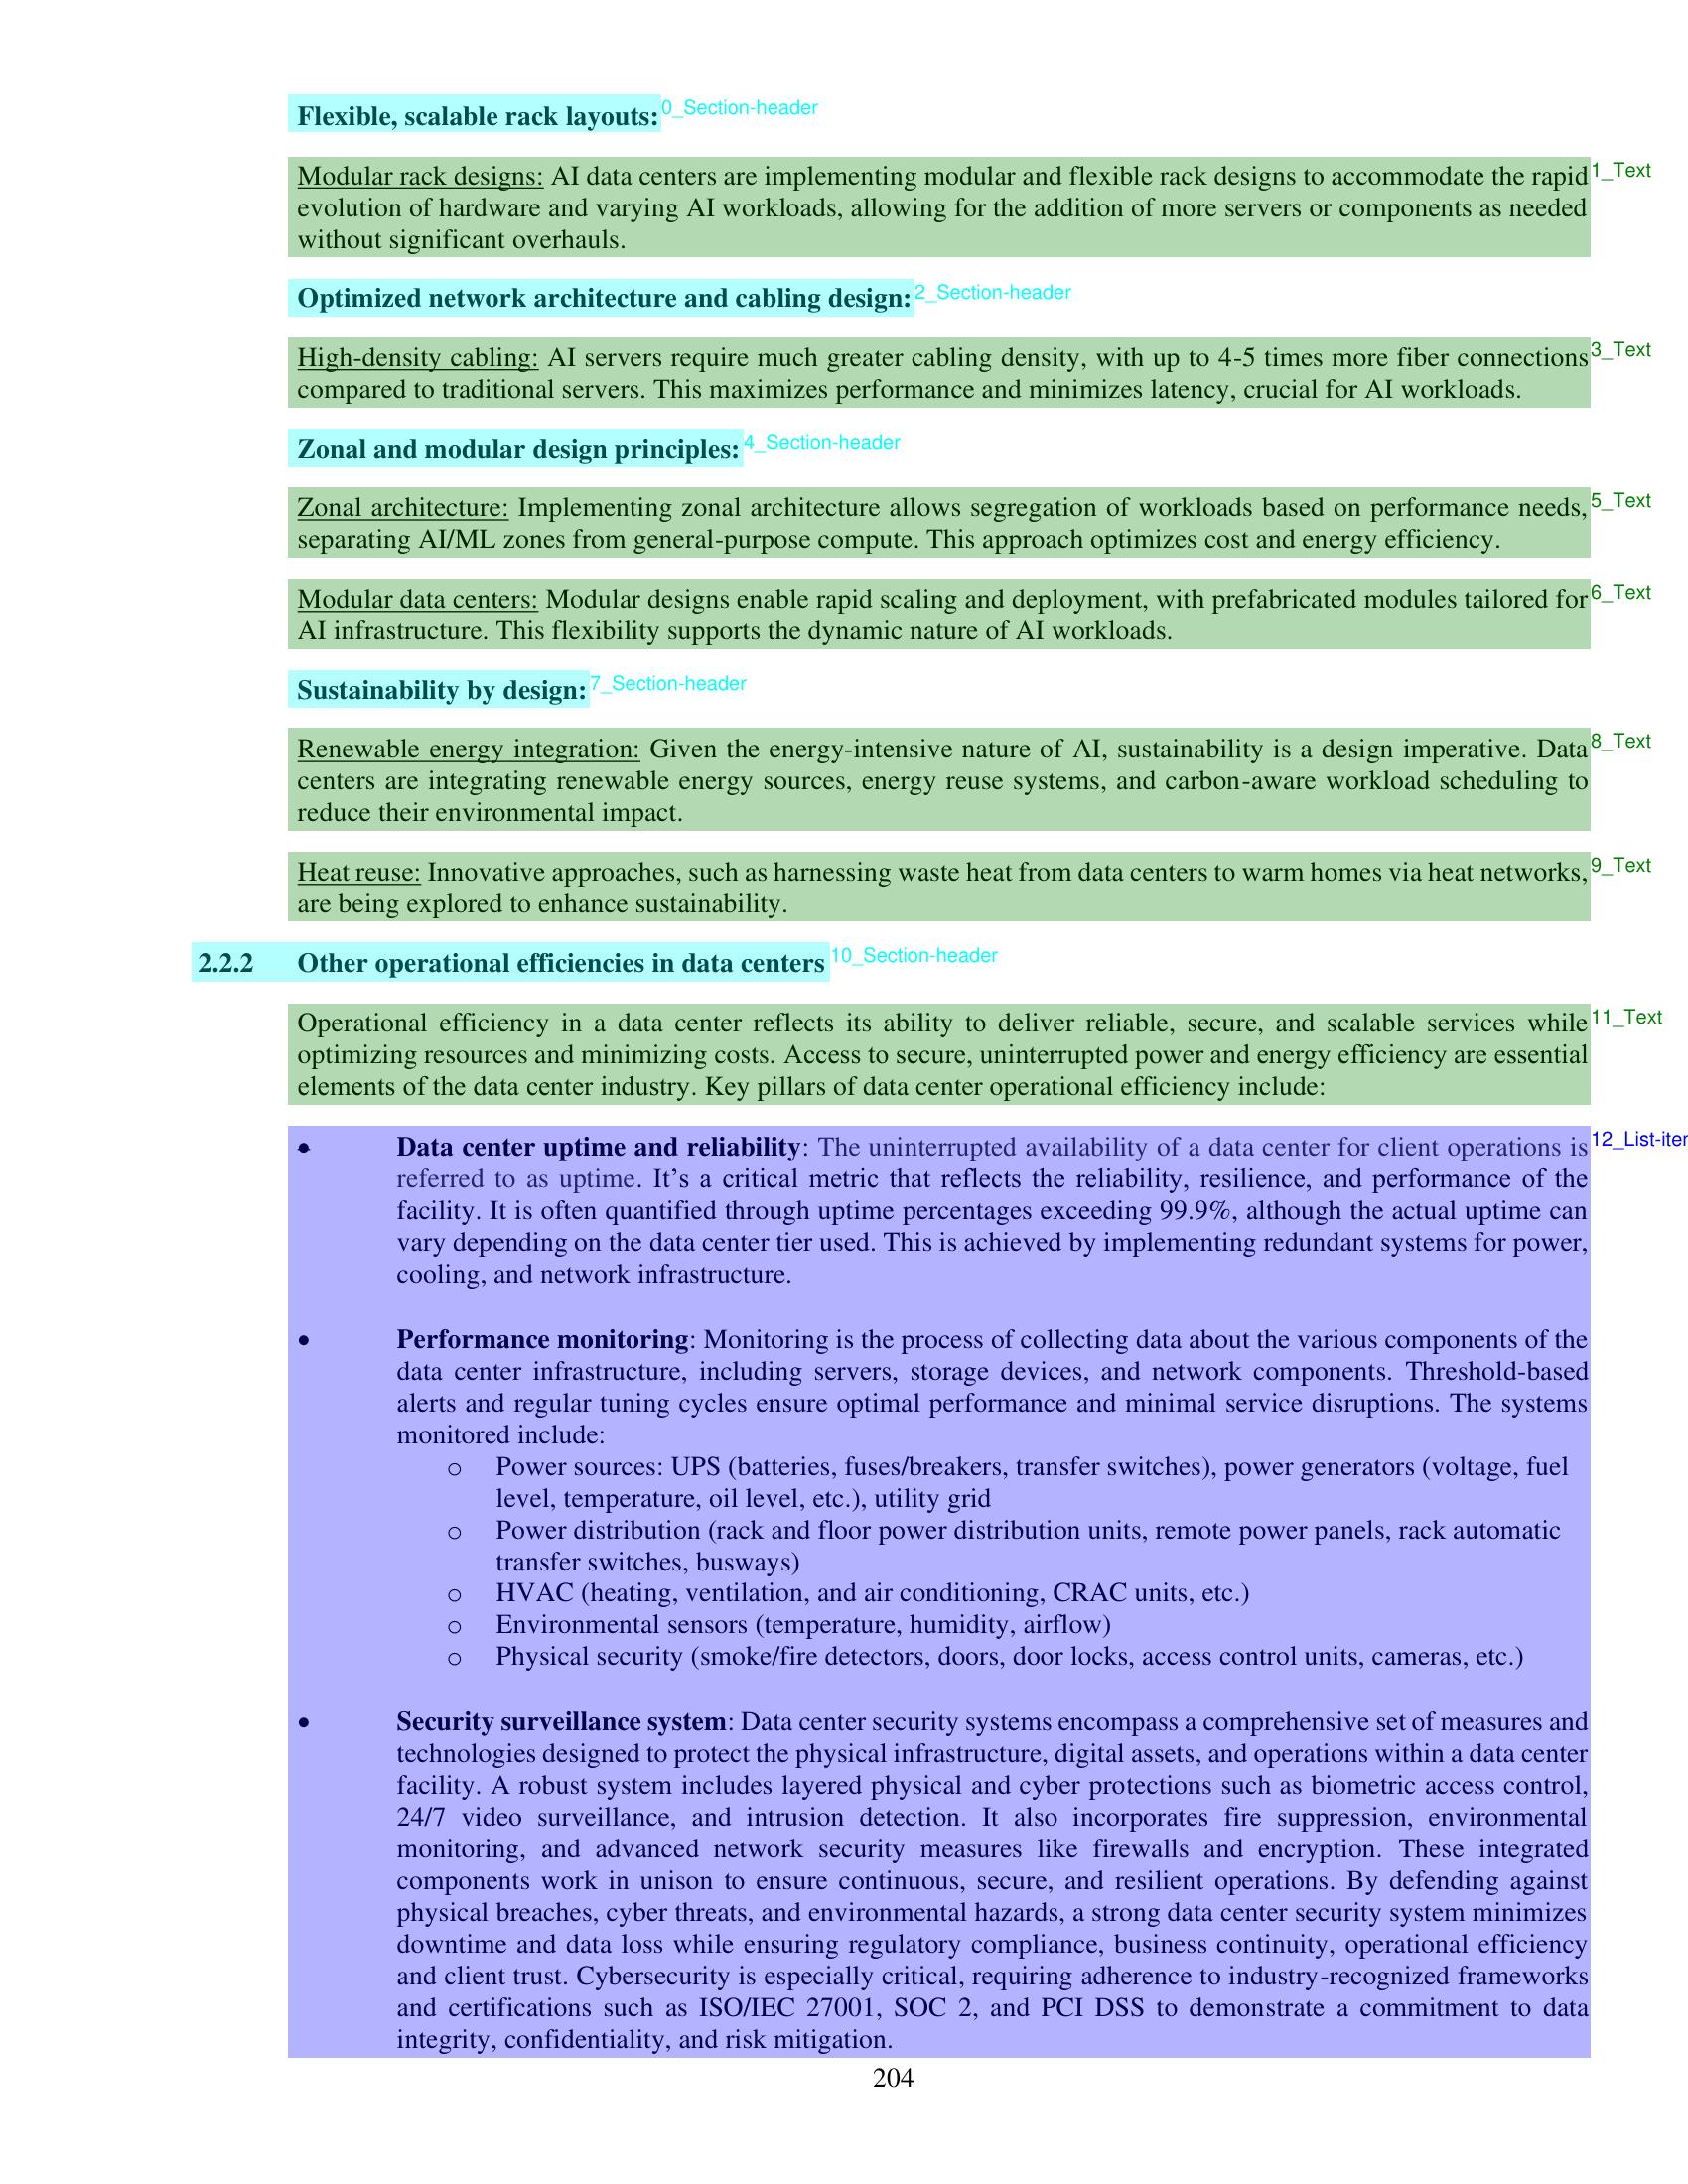 Flexible, scalable rack layouts:
0_Section-header
Modular rack designs: AI data centers are implementing modular and flexible rack designs to accommodate the rapid
1_Text
evolution of hardware and varying AI workloads, allowing for the addition of more servers or components as needed
without significant overhauls.
Optimized network architecture and cabling design:
2_Section-header
High-density cabling: AI servers require much greater cabling density, with up to 4-5 times more fiber connections
3_Text
compared to traditional servers. This maximizes performance and minimizes latency, crucial for AI workloads.
Zonal and modular design principles:
4_Section-header
Zonal architecture: Implementing zonal architecture allows segregation of workloads based on performance needs,
5_Text
separating AI/ML zones from general-purpose compute. This approach optimizes cost and energy efficiency.
Modular data centers: Modular designs enable rapid scaling and deployment, with prefabricated modules tailored for
6_Text
AI infrastructure. This flexibility supports the dynamic nature of AI workloads.
Sustainability by design:
7_Section-header
Renewable energy integration: Given the energy-intensive nature of AI, sustainability is a design imperative. Data
8_Text
centers are integrating renewable energy sources, energy reuse systems, and carbon-aware workload scheduling to
reduce their environmental impact.
Heat reuse: Innovative approaches, such as harnessing waste heat from data centers to warm homes via heat networks,
9_Text
are being explored to enhance sustainability.
2.2.2 Other operational efficiencies in data centers
10_Section-header
Operational efficiency in a data center reflects its ability to deliver reliable, secure, and scalable services while
11_Text
optimizing resources and minimizing costs. Access to secure, uninterrupted power and energy efficiency are essential
elements of the data center industry. Key pillars of data center operational efficiency include:
• Data center uptime and reliability: The uninterrupted availability of a data center for client operations is
12_List-iter
referred to as uptime. It’s a critical metric that reflects the reliability, resilience, and performance of the
facility. It is often quantified through uptime percentages exceeding 99.9%, although the actual uptime can
vary depending on the data center tier used. This is achieved by implementing redundant systems for power,
cooling, and network infrastructure.
• Performance monitoring: Monitoring is the process of collecting data about the various components of the
data center infrastructure, including servers, storage devices, and network components. Threshold-based
alerts and regular tuning cycles ensure optimal performance and minimal service disruptions. The systems
monitored include:
o Power sources: UPS (batteries, fuses/breakers, transfer switches), power generators (voltage, fuel
level, temperature, oil level, etc.), utility grid
o Power distribution (rack and floor power distribution units, remote power panels, rack automatic
transfer switches, busways)
o HVAC (heating, ventilation, and air conditioning, CRAC units, etc.)
o Environmental sensors (temperature, humidity, airflow)
o Physical security (smoke/fire detectors, doors, door locks, access control units, cameras, etc.)
• Security surveillance system: Data center security systems encompass a comprehensive set of measures and
technologies designed to protect the physical infrastructure, digital assets, and operations within a data center
facility. A robust system includes layered physical and cyber protections such as biometric access control,
24/7 video surveillance, and intrusion detection. It also incorporates fire suppression, environmental
monitoring, and advanced network security measures like firewalls and encryption. These integrated
components work in unison to ensure continuous, secure, and resilient operations. By defending against
physical breaches, cyber threats, and environmental hazards, a strong data center security system minimizes
downtime and data loss while ensuring regulatory compliance, business continuity, operational efficiency
and client trust. Cybersecurity is especially critical, requiring adherence to industry-recognized frameworks
and certifications such as ISO/IEC 27001, SOC 2, and PCI DSS to demonstrate a commitment to data
integrity, confidentiality, and risk mitigation.
204